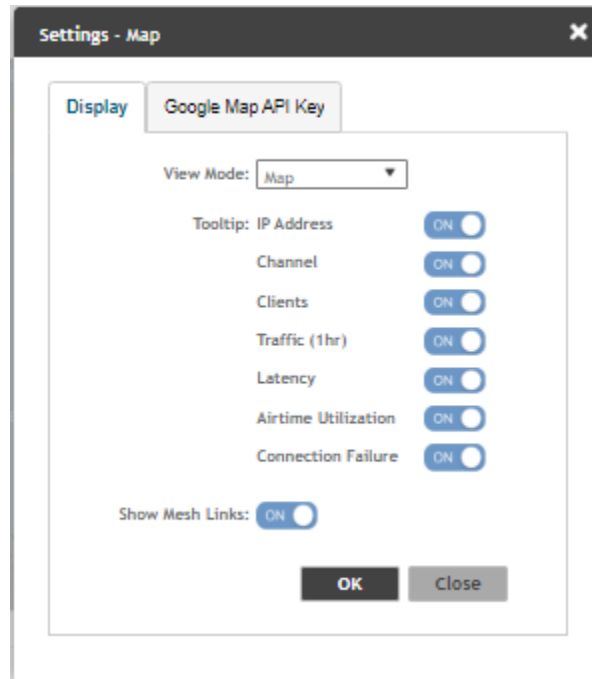 Settings - Map
Display Google Map API Key
View Mode: Map
Tooltip: IP Address ON
Channel ON
Clients ON
Traffic (1hr) ON
Latency ON
Airtime Utilization ON
Connection Failure ON
Show Mesh Links: ON
OK Close